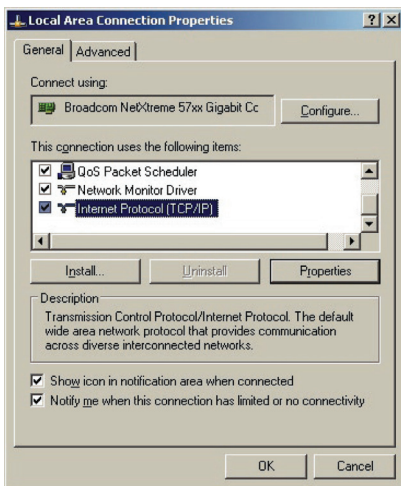 Local Area Connection Properties
General
Advanced
Connect using:
Broadcom NetXtreme 57xx Gigabit Cc
Configure...
This connection uses the following items:
QoS Packet Scheduler
Network Monitor Driver
Internet Protocol (TCP/IP)
Install...
Uninstall
Properties
Description
Transmission Control Protocol/Internet Protocol. The default
wide area network protocol that provides communication
across diverse interconnected networks.
Show icon in notification area when connected
Notify me when this connection has limited or no connectivity
OK
Cancel